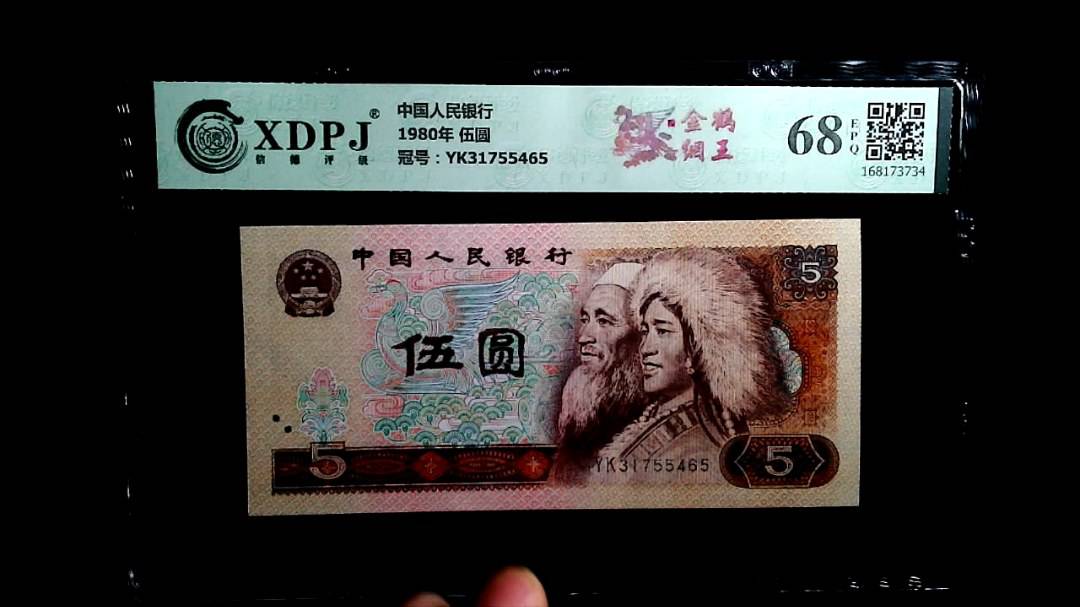 XDPJ®
信德评级
中国人民银行
1980年 伍圆
冠号：YK31755465
金鹤
網王
68
EPQ
168173734
中国人民银行
5
伍圆
5
YK31755465
5